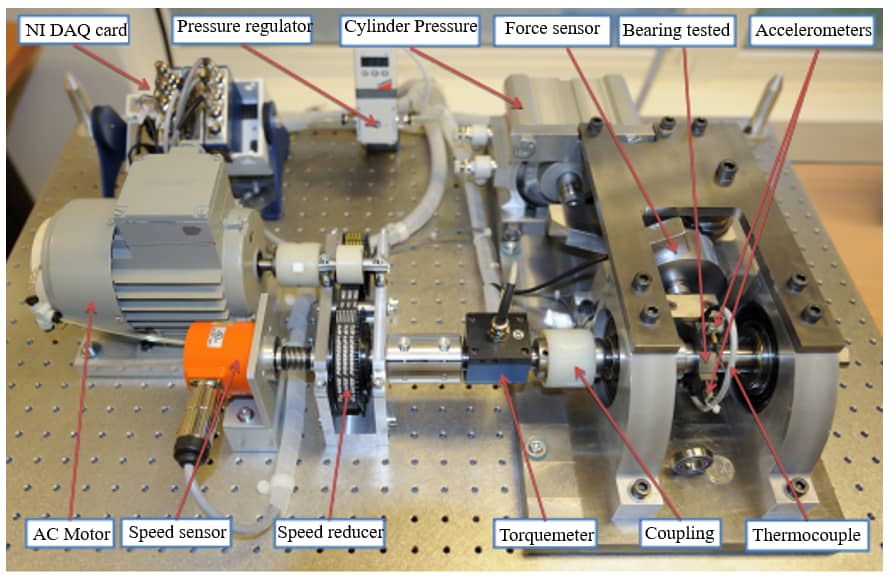 NI DAQ card
Pressure regulator
Cylinder Pressure
Force sensor
Bearing tested
Accelerometers
AC Motor
Speed sensor
Speed reducer
Torquemeter
Coupling
Thermocouple